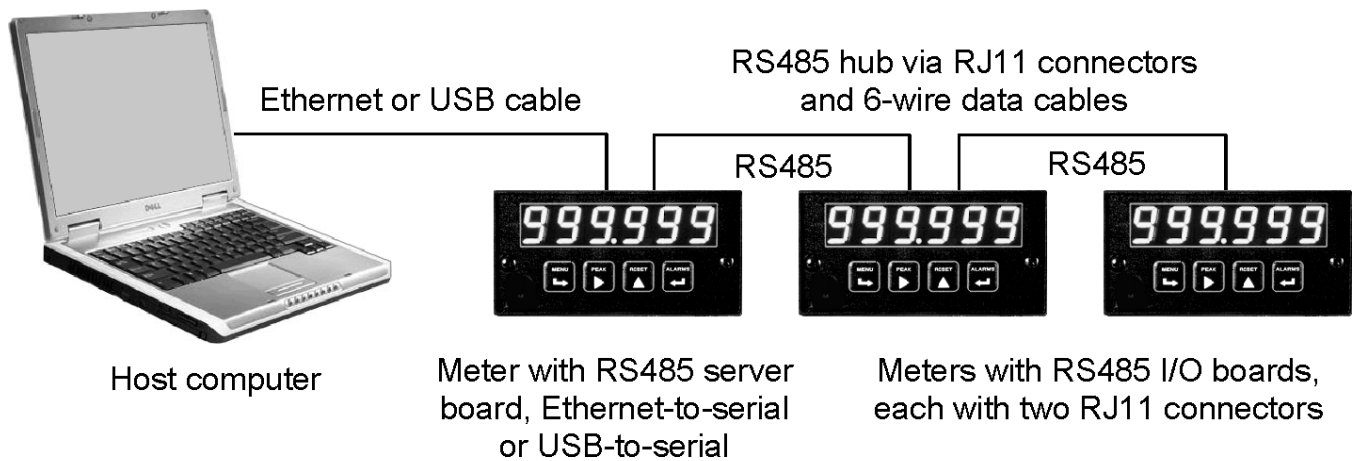 Ethernet or USB cable
RS485 hub via RJ11 connectors
and 6-wire data cables
RS485
RS485
DELL
999.999
MENU PEAK RESET ALARMS
999.999
MENU PEAK RESET ALARMS
999.999
MENU PEAK RESET ALARMS
Host computer
Meter with RS485 server
board, Ethernet-to-serial
or USB-to-serial
Meters with RS485 I/O boards,
each with two RJ11 connectors